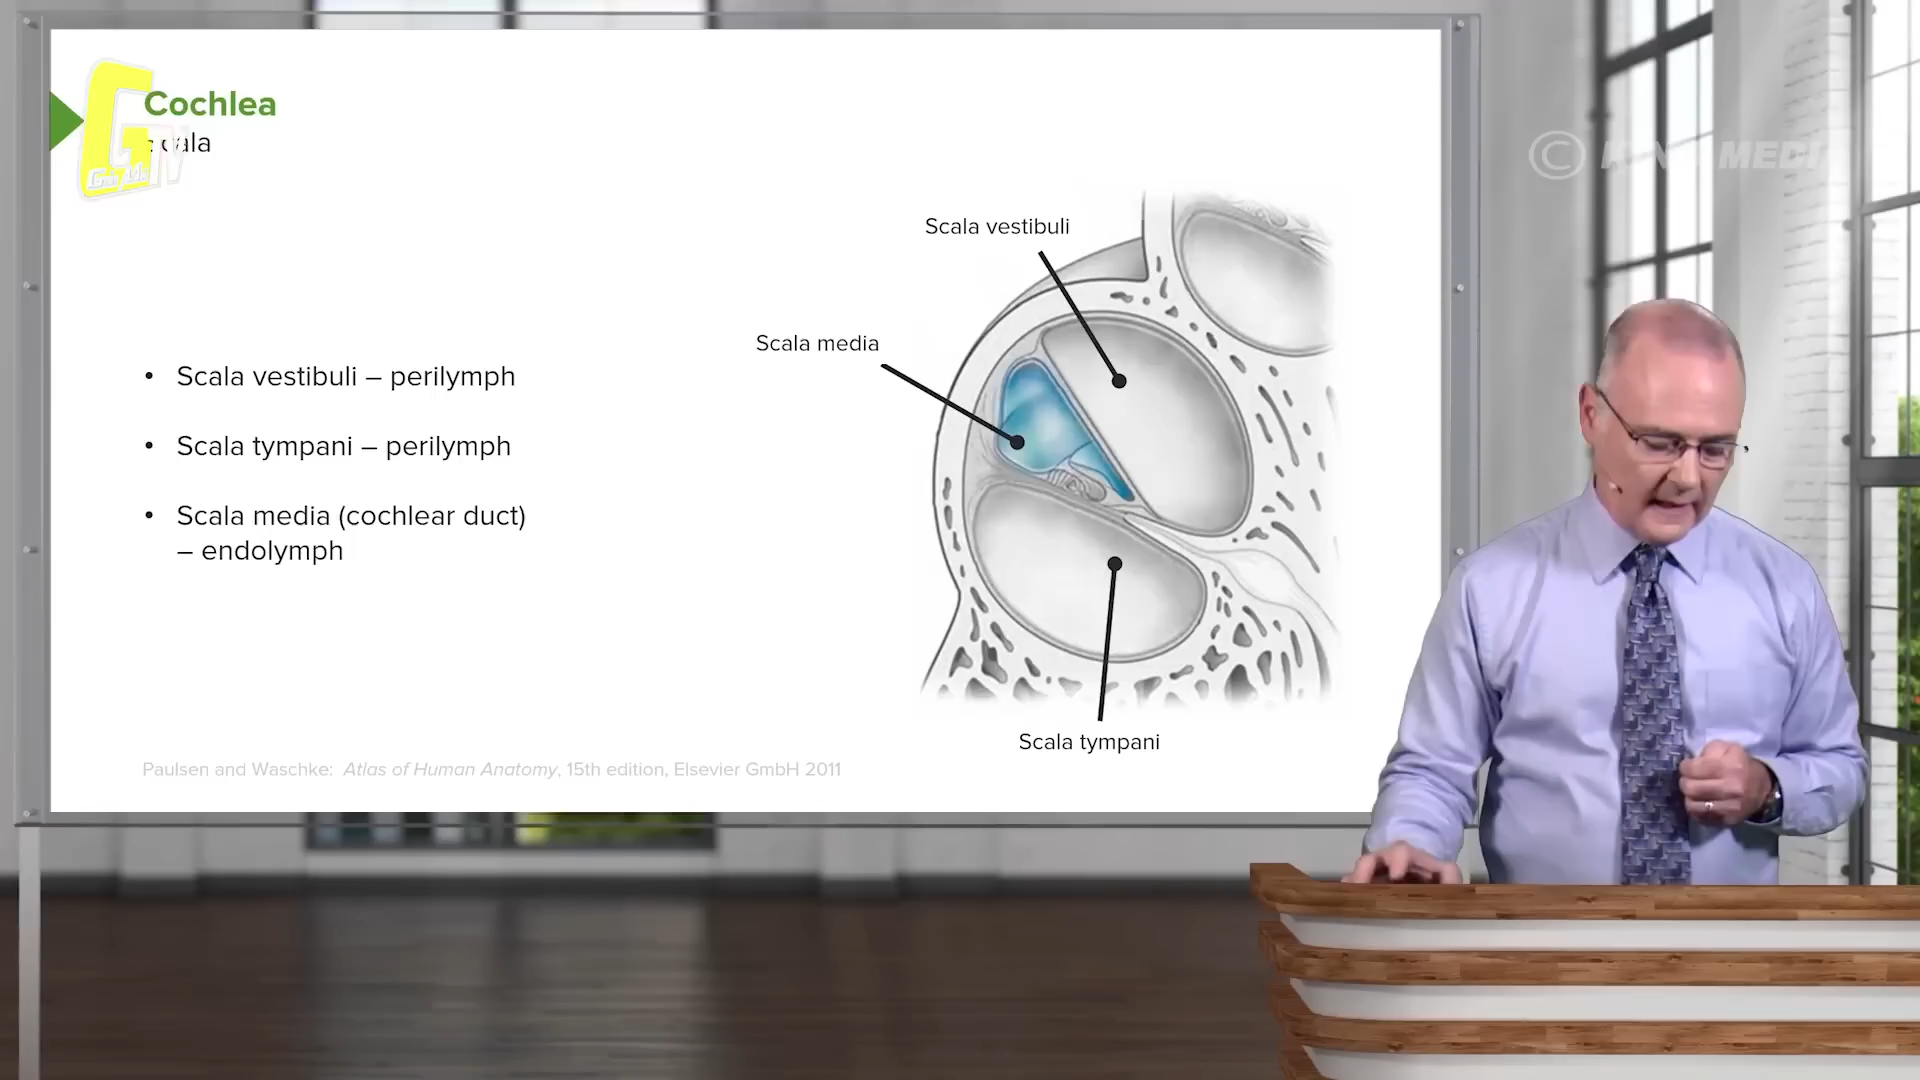 Cochlea
Scala vestibuli
Scala media
• Scala vestibuli – perilymph
• Scala tympani – perilymph
• Scala media (cochlear duct)
– endolymph
Scala tympani
Paulsen and Waschke: Atlas of Human Anatomy, 15th edition, Elsevier GmbH 2011